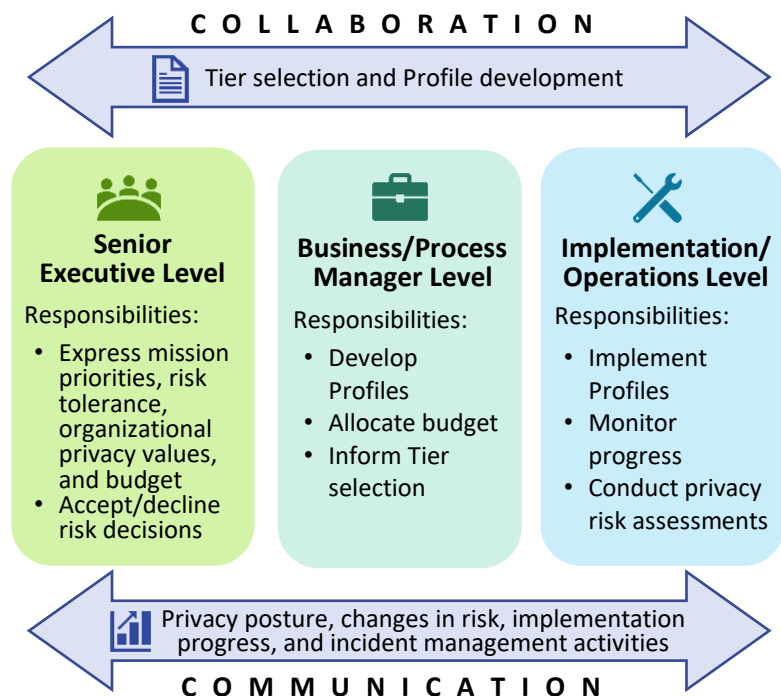 COLLABORATION
Tier selection and Profile development
Senior
Executive Level
Responsibilities:
• Express mission
priorities, risk
tolerance,
organizational
privacy values,
and budget
• Accept/decline
risk decisions
Business/Process
Manager Level
Responsibilities:
• Develop
Profiles
• Allocate budget
• Inform Tier
selection
Implementation/
Operations Level
Responsibilities:
• Implement
Profiles
• Monitor
progress
• Conduct privacy
risk assessments
Privacy posture, changes in risk, implementation
progress, and incident management activities
COMMUNICATION